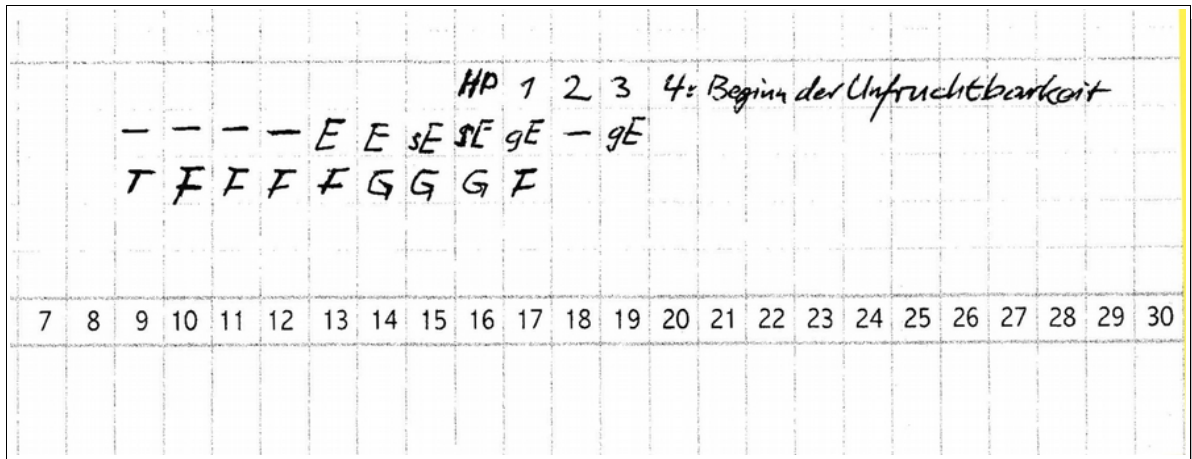 HP 1 2 3 4: Beginn der Unfruchtbarkeit
– – – – E E sE sE gE – gE
T F F F F G G G F
7 8 9 10 11 12 13 14 15 16 17 18 19 20 21 22 23 24 25 26 27 28 29 30